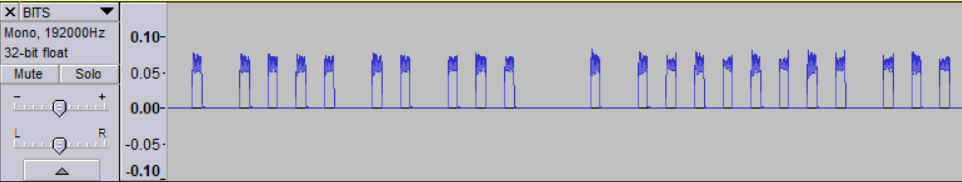 X BITS
Mono, 192000Hz
32-bit float
Mute Solo
- +
L R
0.10-
0.05-
0.00-
-0.05-
-0.10